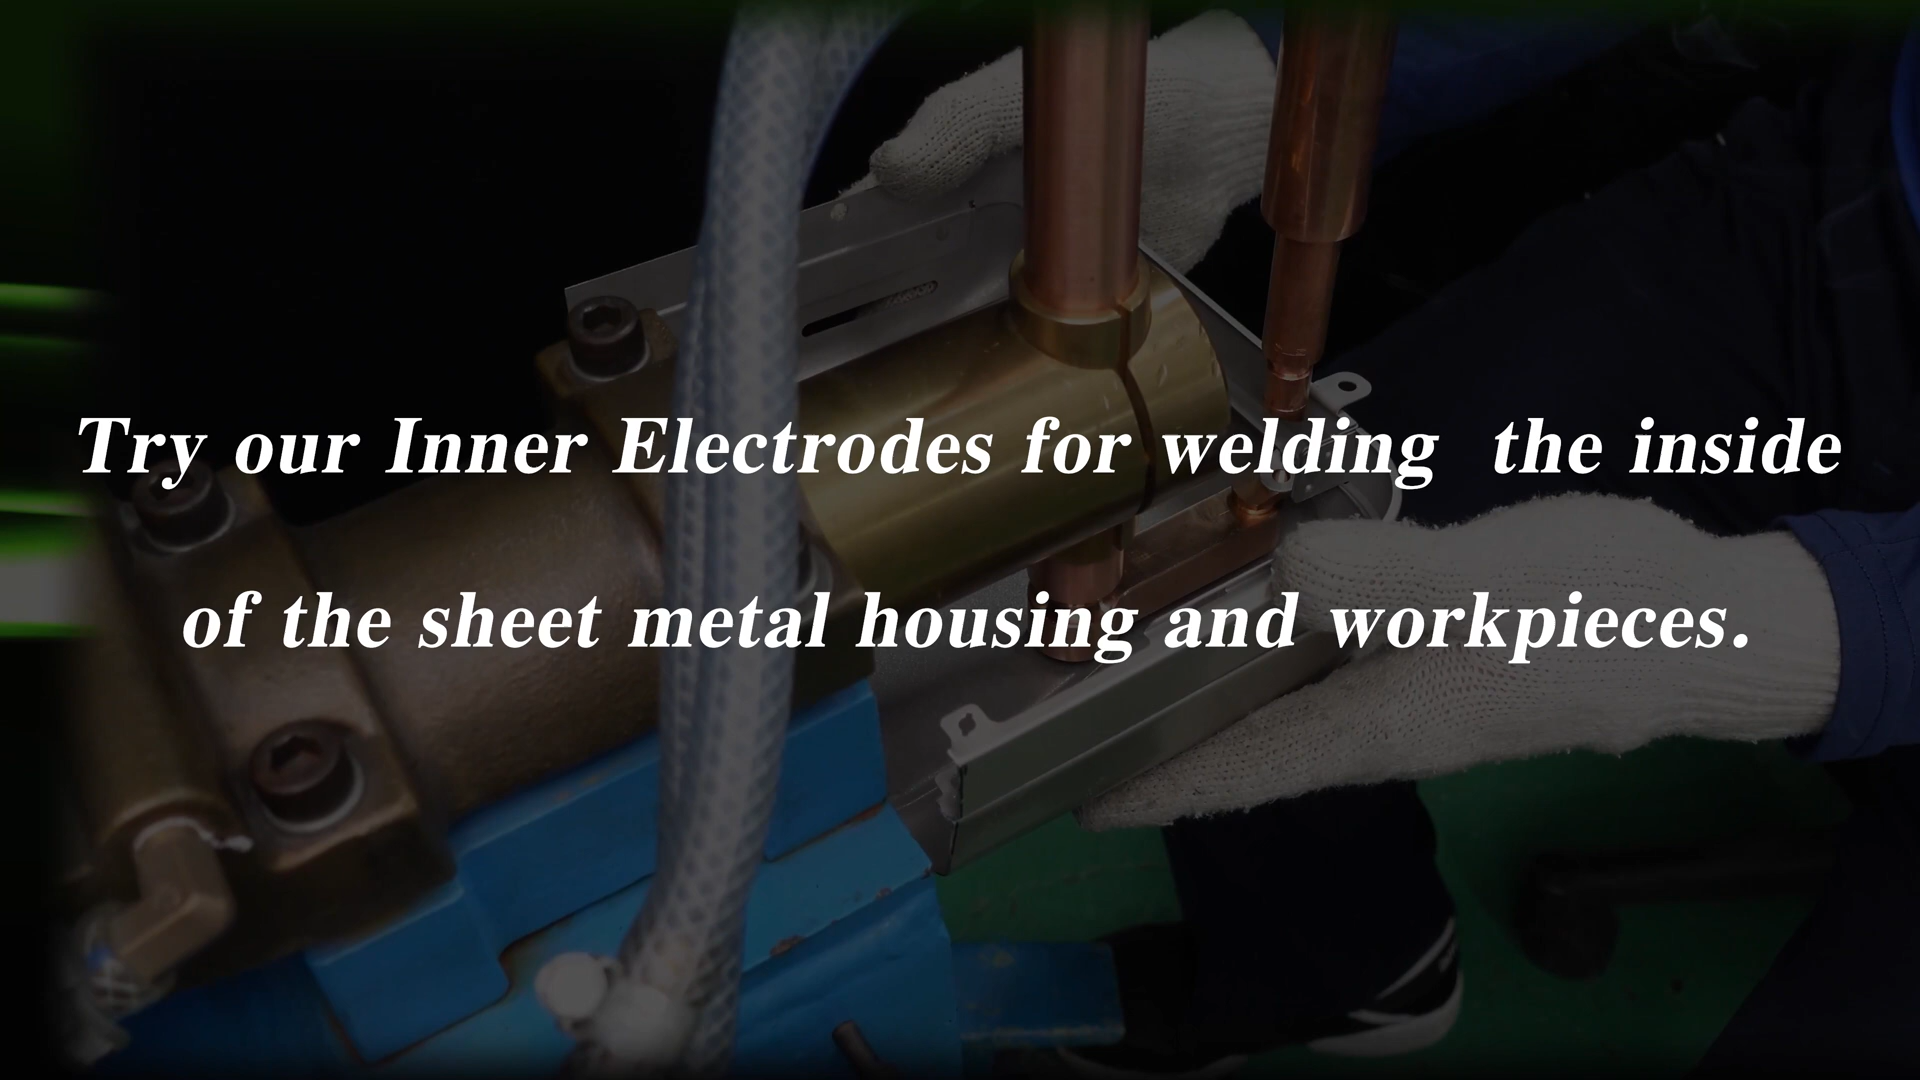 Try our Inner Electrodes for welding  the inside
of the sheet metal housing and workpieces.